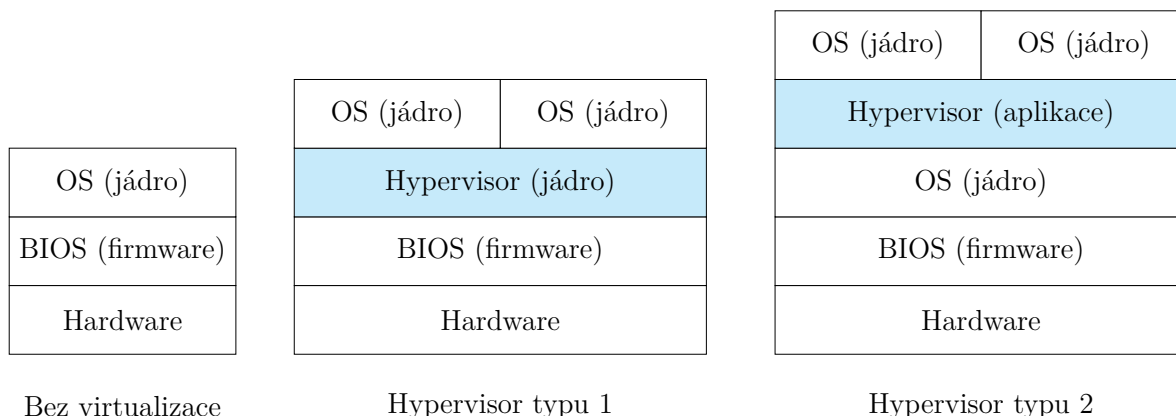 OS (jádro)
BIOS (firmware)
Hardware
Bez virtualizace
OS (jádro) OS (jádro)
Hypervisor (jádro)
BIOS (firmware)
Hardware
Hypervisor typu 1
OS (jádro) OS (jádro)
Hypervisor (aplikace)
OS (jádro)
BIOS (firmware)
Hardware
Hypervisor typu 2